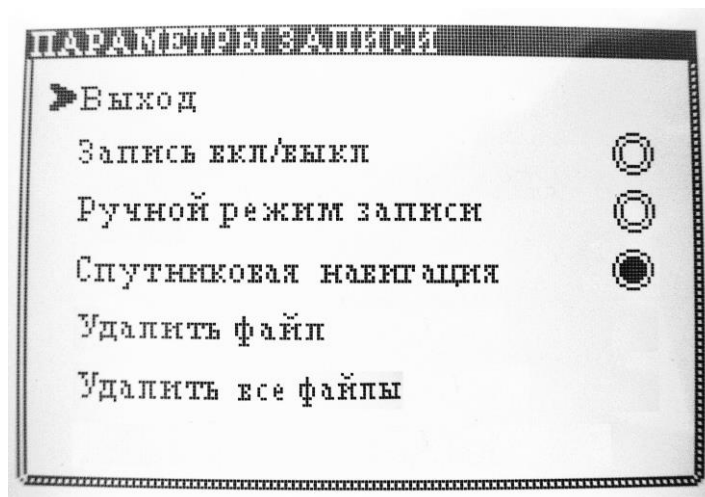 ПАРАМЕТРЫ ЗАПИСИ
Выход
Запись вкл/выкл
Ручной режим записи
Спутниковая навигация
Удалить файл
Удалить все файлы